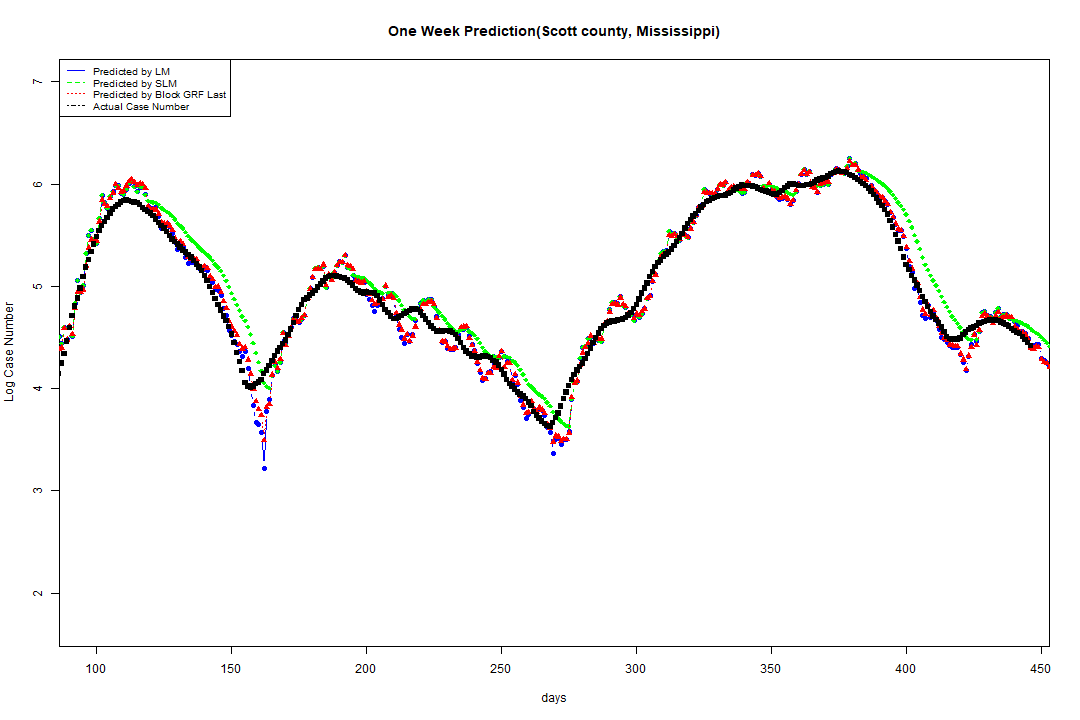 One Week Prediction(Scott county, Mississippi)
Predicted by LM
Predicted by SLM
Predicted by Block GRF Last
Actual Case Number
7
6
5
4
3
2
Log Case Number
100 150 200 250 300 350 400 450
days